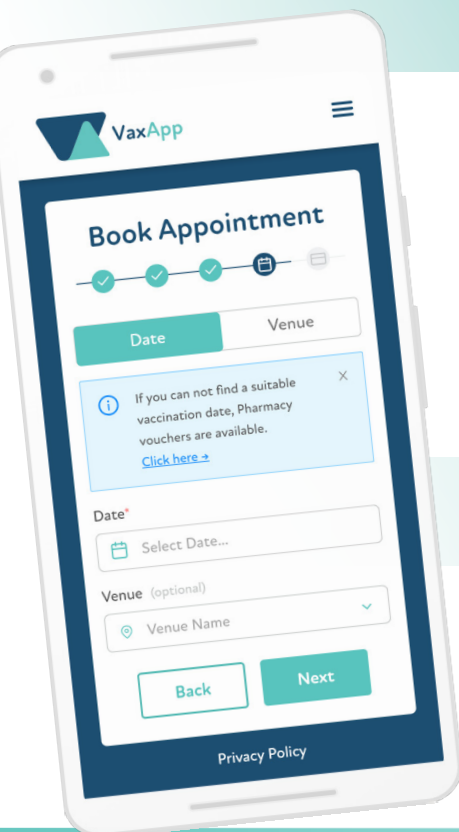 VaxApp
Book Appointment
Date
Venue
If you can not find a suitable
vaccination date, Pharmacy
vouchers are available.
Click here →
X
Date*
Select Date...
Venue (optional)
Venue Name
Back
Next
Privacy Policy